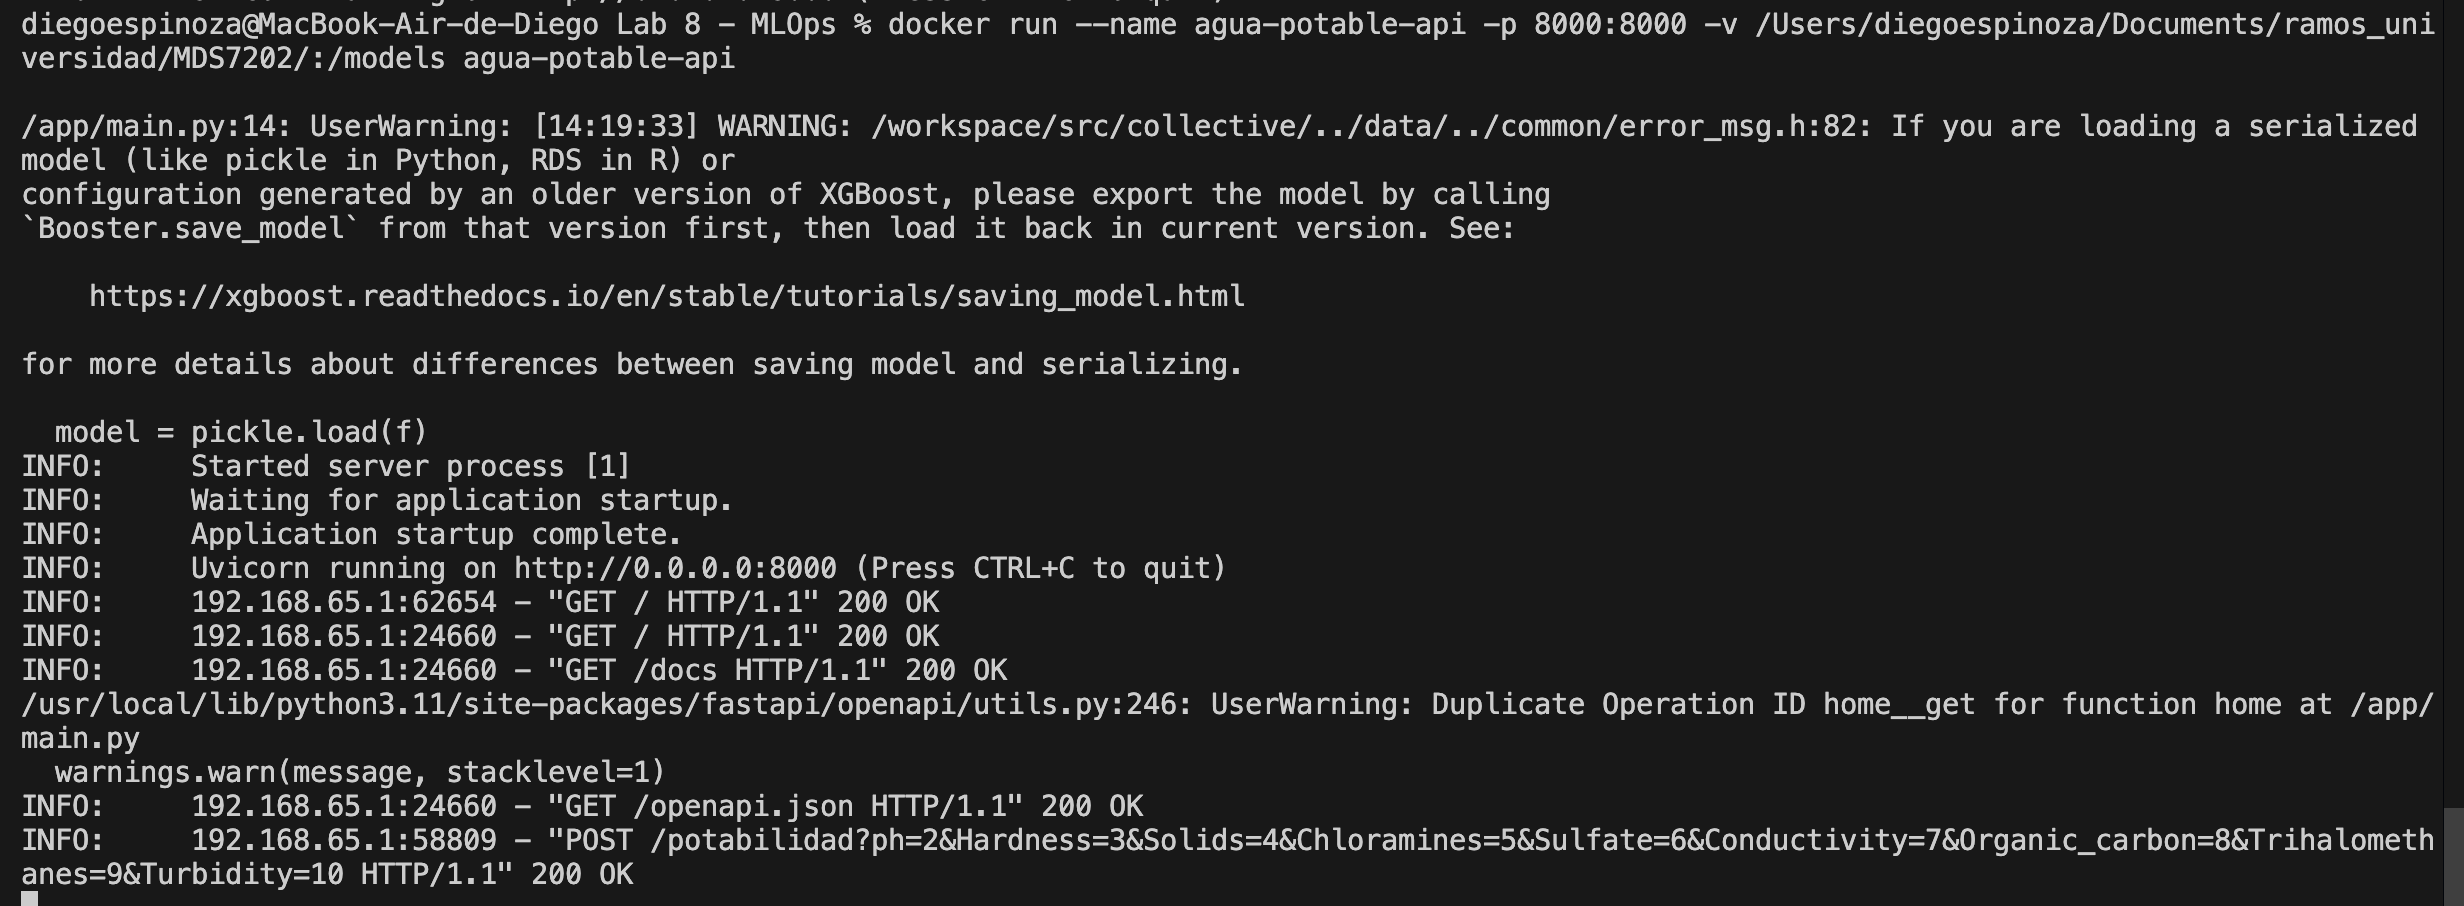 diegoespinoza@MacBook-Air-de-Diego Lab 8 - MLOps % docker run --name agua-potable-api -p 8000:8000 -v /Users/diegoespinoza/Documents/ramos_uni
versidad/MDS7202/:/models agua-potable-api
/app/main.py:14: UserWarning: [14:19:33] WARNING: /workspace/src/collective/../data/../common/error_msg.h:82: If you are loading a serialized
model (like pickle in Python, RDS in R) or
configuration generated by an older version of XGBoost, please export the model by calling
`Booster.save_model` from that version first, then load it back in current version. See:
    https://xgboost.readthedocs.io/en/stable/tutorials/saving_model.html
for more details about differences between saving model and serializing.
  model = pickle.load(f)
INFO:     Started server process [1]
INFO:     Waiting for application startup.
INFO:     Application startup complete.
INFO:     Uvicorn running on http://0.0.0.0:8000 (Press CTRL+C to quit)
INFO:     192.168.65.1:62654 - "GET / HTTP/1.1" 200 OK
INFO:     192.168.65.1:24660 - "GET / HTTP/1.1" 200 OK
INFO:     192.168.65.1:24660 - "GET /docs HTTP/1.1" 200 OK
/usr/local/lib/python3.11/site-packages/fastapi/openapi/utils.py:246: UserWarning: Duplicate Operation ID home__get for function home at /app/
main.py
  warnings.warn(message, stacklevel=1)
INFO:     192.168.65.1:24660 - "GET /openapi.json HTTP/1.1" 200 OK
INFO:     192.168.65.1:58809 - "POST /potabilidad?ph=2&Hardness=3&Solids=4&Chloramines=5&Sulfate=6&Conductivity=7&Organic_carbon=8&Trihalometh
anes=9&Turbidity=10 HTTP/1.1" 200 OK